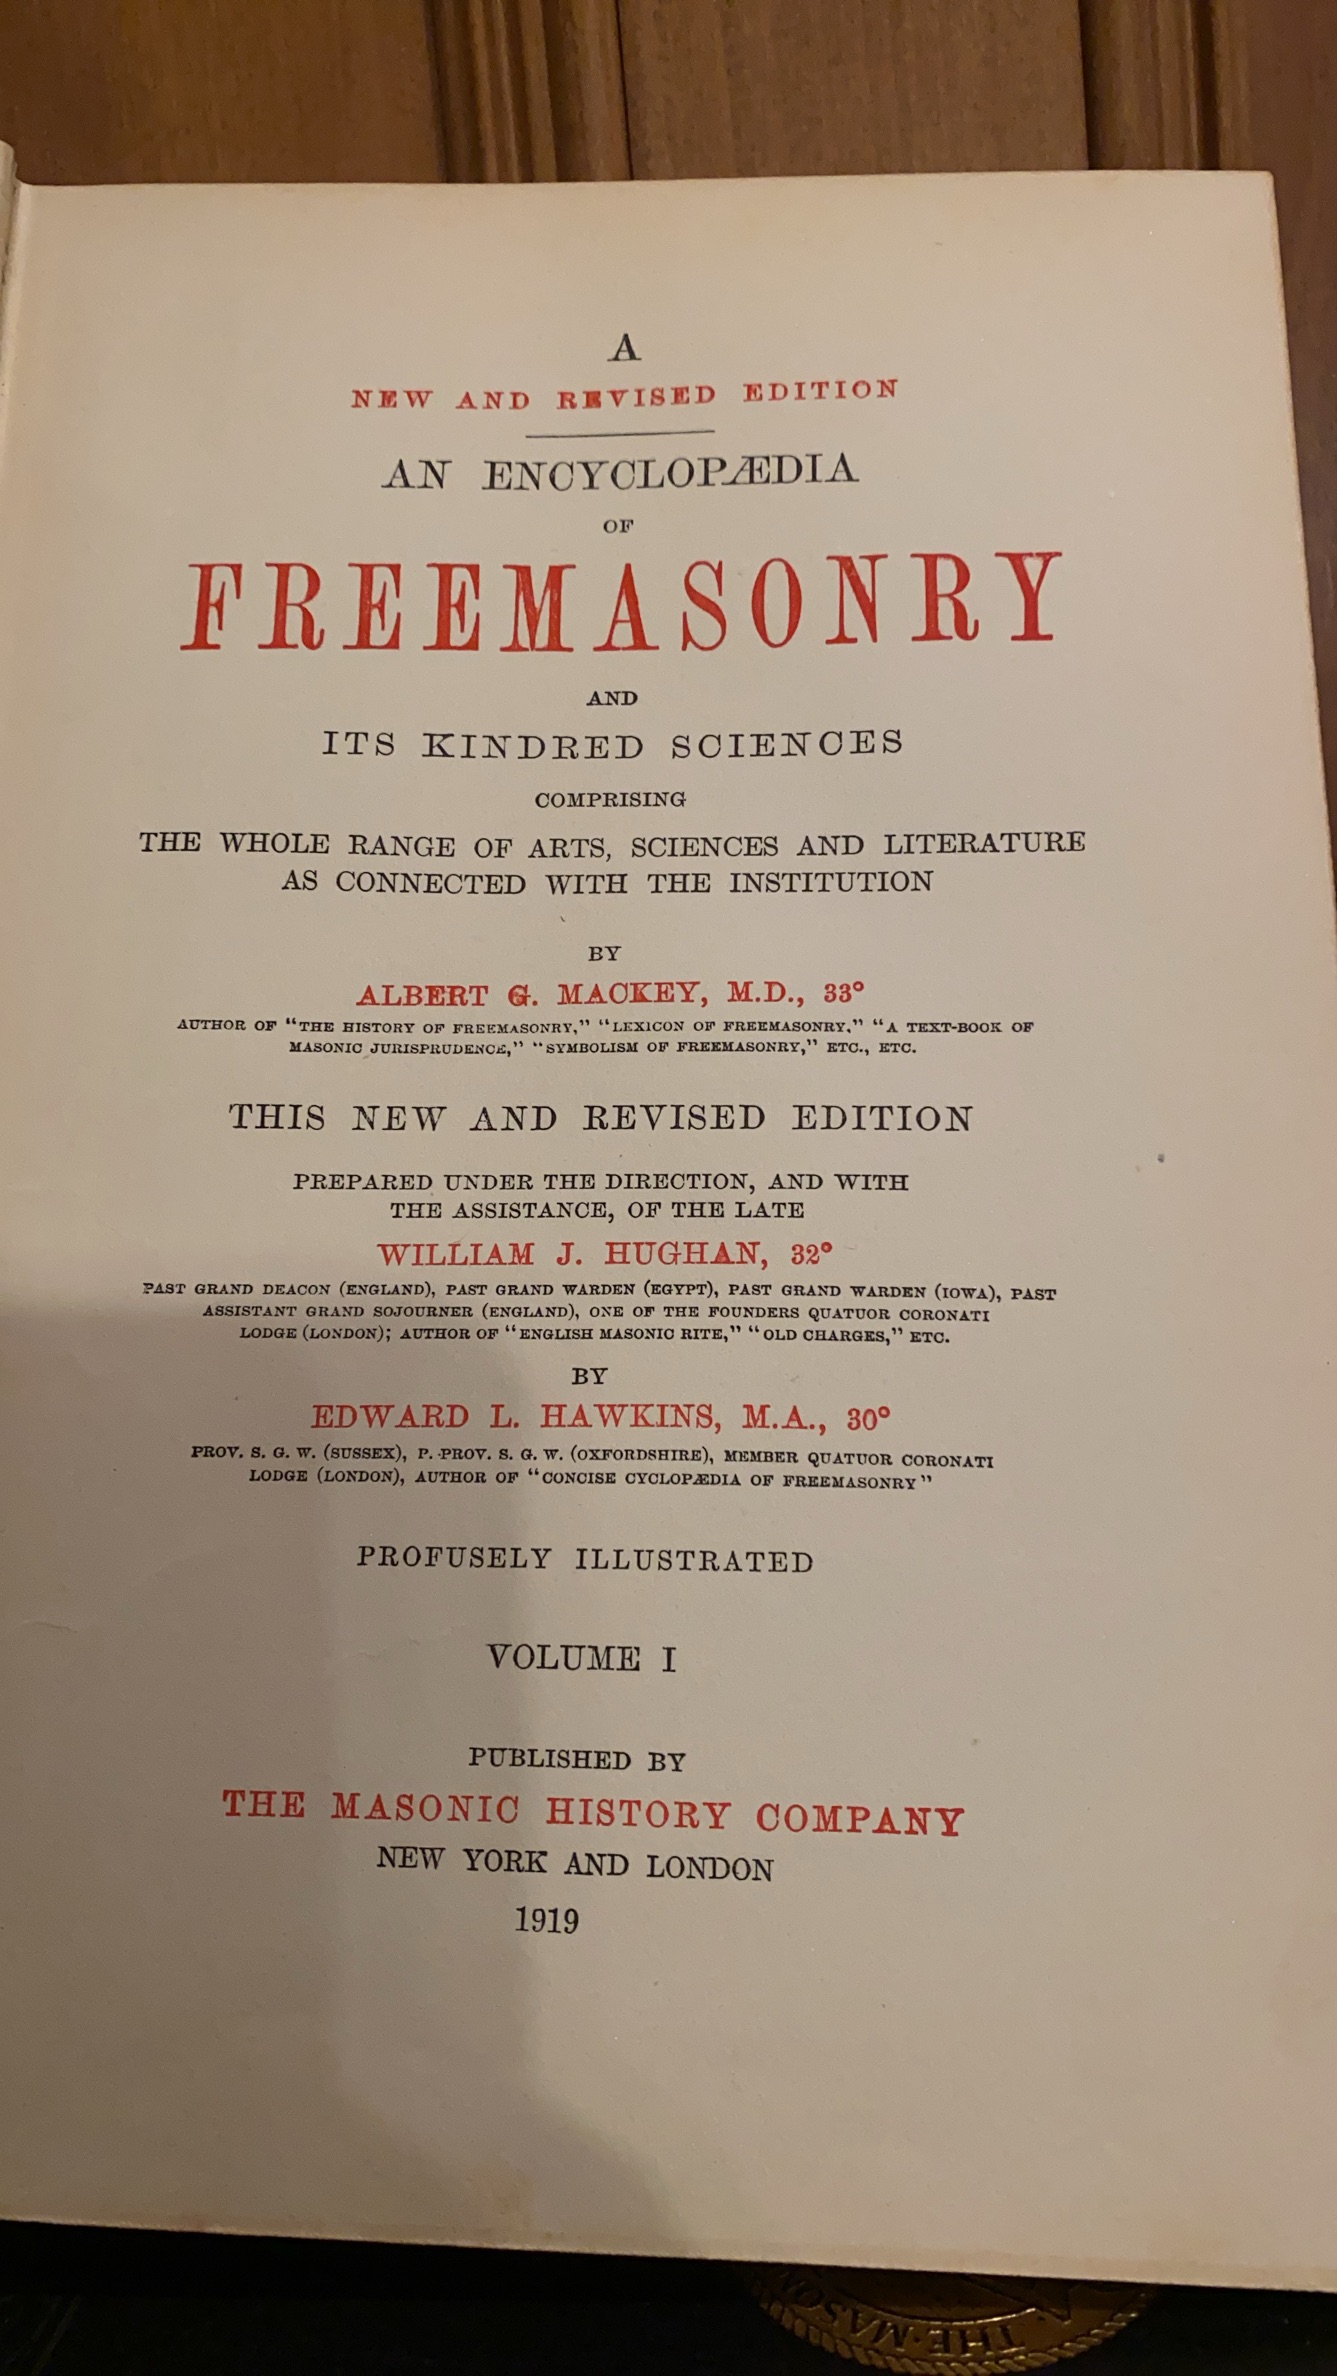 A
NEW AND REVISED EDITION
AN ENCYCLOPÆDIA
OF
FREEMASONRY
AND
ITS KINDRED SCIENCES
COMPRISING
THE WHOLE RANGE OF ARTS, SCIENCES AND LITERATURE
AS CONNECTED WITH THE INSTITUTION
BY
ALBERT G. MACKEY, M.D., 33°
AUTHOR OF "THE HISTORY OF FREEMASONRY," "LEXICON OF FREEMASONRY," "A TEXT-BOOK OF
MASONIC JURISPRUDENCE," "SYMBOLISM OF FREEMASONRY," ETC., ETC.
THIS NEW AND REVISED EDITION
PREPARED UNDER THE DIRECTION, AND WITH
THE ASSISTANCE, OF THE LATE
WILLIAM J. HUGHAN, 32°
PAST GRAND DEACON (ENGLAND), PAST GRAND WARDEN (EGYPT), PAST GRAND WARDEN (IOWA), PAST
ASSISTANT GRAND SOJOURNER (ENGLAND), ONE OF THE FOUNDERS QUATUOR CORONATI
LODGE (LONDON); AUTHOR OF "ENGLISH MASONIC RITE," "OLD CHARGES," ETC.
BY
EDWARD L. HAWKINS, M.A., 30°
PROV. S. G. W. (SUSSEX), P. PROV. S. G. W. (OXFORDSHIRE), MEMBER QUATUOR CORONATI
LODGE (LONDON), AUTHOR OF "CONCISE CYCLOPÆDIA OF FREEMASONRY"
PROFUSELY ILLUSTRATED
VOLUME I
PUBLISHED BY
THE MASONIC HISTORY COMPANY
NEW YORK AND LONDON
1919
THE